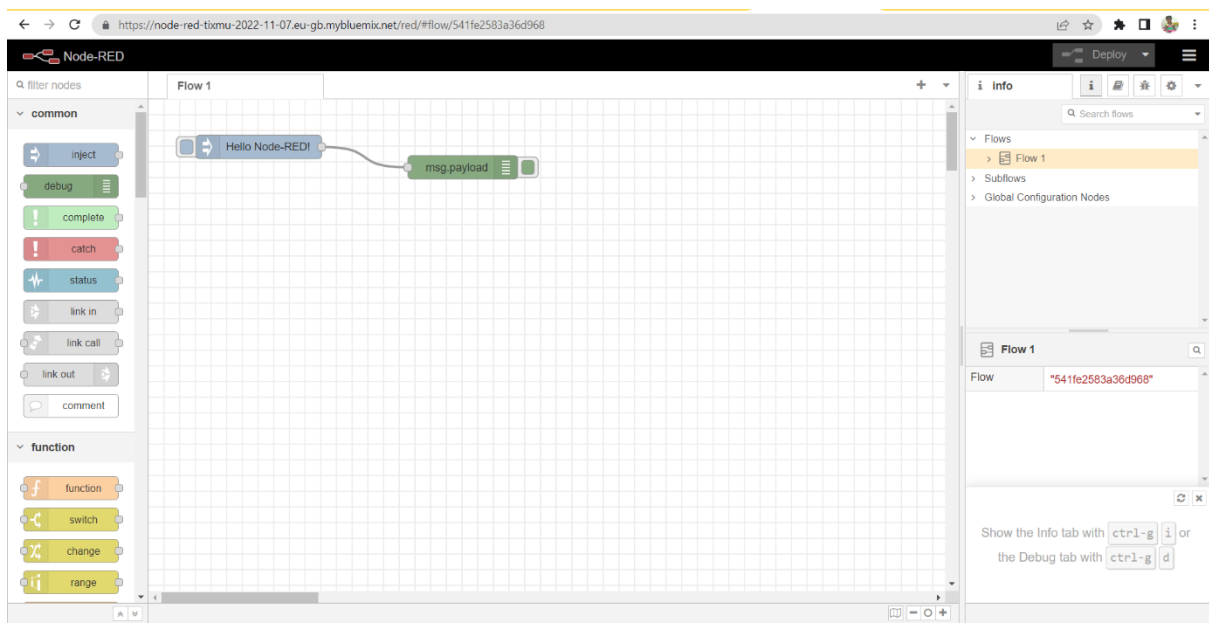 https://node-red-tixmu-2022-11-07.eu-gb.mybluemix.net/red/#flow/541fe2583a36d968
Node-RED
Deploy
filter nodes
Flow 1
i info
i
common
Search flows
inject
Hello Node-RED!
msg.payload
Flows
Flow 1
debug
Subflows
complete
Global Configuration Nodes
catch
status
link in
link call
Flow 1
link out
Flow "541fe2583a36d968"
comment
function
function
switch
Show the Info tab with ctrl-g i or
the Debug tab with ctrl-g d
change
range